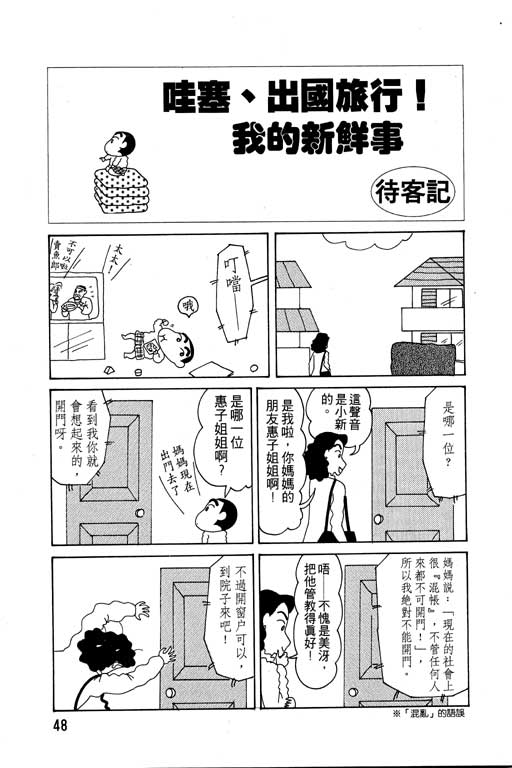 哇塞、出國旅行！
我的新鮮事
待客記
叮噹
哦
太太！
不可以啦
賣魚郎
是哪一位？
這聲音
是小新
的。
是我啦，你媽媽的
朋友惠子姐姐啊！
是哪一位
惠子姐姐啊？
媽媽現在
出門去了
看到我你就
會想起來的，
開門呀。
媽媽說：「現在的社會上
很『混帳』，不管任何人
來都不可開門！」，
所以我絕對不能開門。
※「混亂」的語誤
唔——不愧是美冴，
把他管教得真好！
不過開窗户可以，
到院子來吧！
48